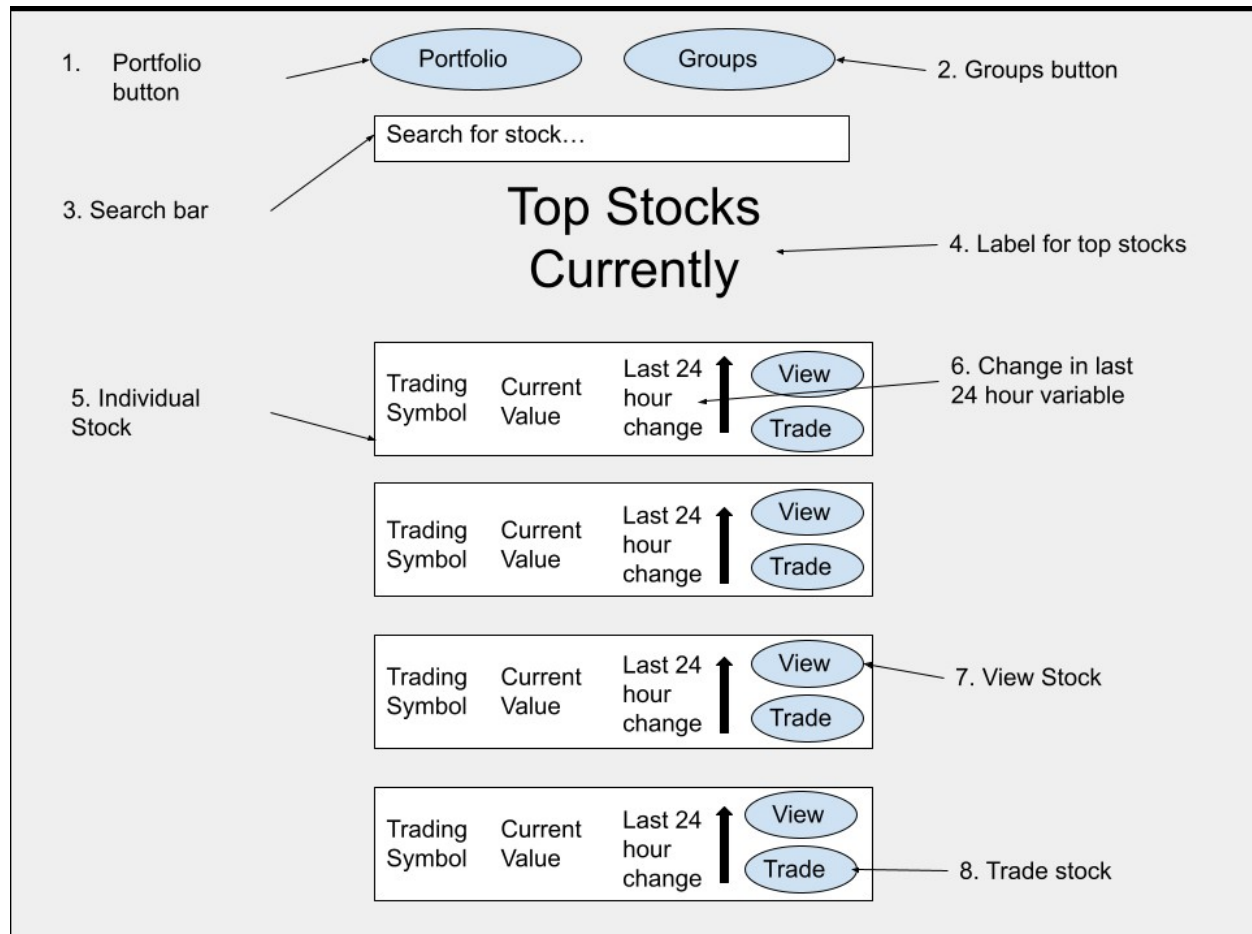 1. Portfolio
button
Portfolio
Groups
2. Groups button
Search for stock…
3. Search bar
Top Stocks
Currently
4. Label for top stocks
5. Individual
Stock
Trading
Symbol
Current
Value
Last 24
hour
change
View
Trade
6. Change in last
24 hour variable
Trading
Symbol
Current
Value
Last 24
hour
change
View
Trade
Trading
Symbol
Current
Value
Last 24
hour
change
View
Trade
7. View Stock
Trading
Symbol
Current
Value
Last 24
hour
change
View
Trade
8. Trade stock